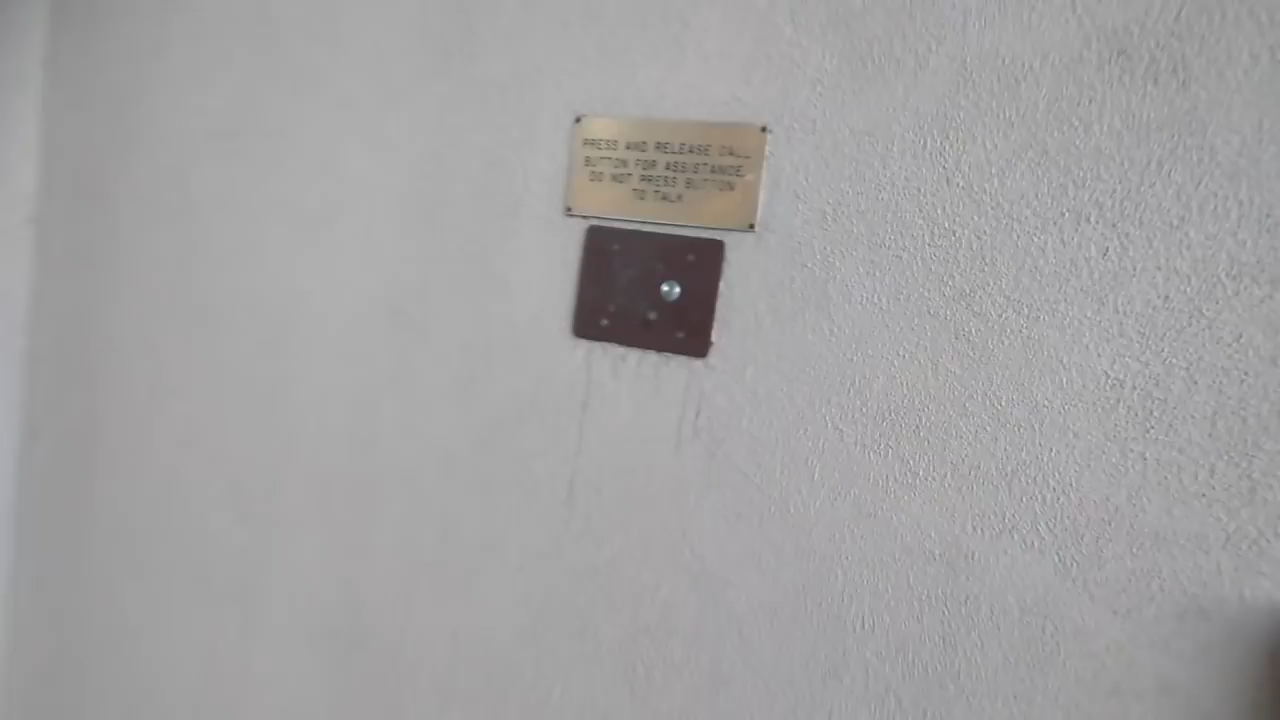 PRESS AND RELEASE CALL
BUTTON FOR ASSISTANCE.
DO NOT PRESS BUTTON
TO TALK